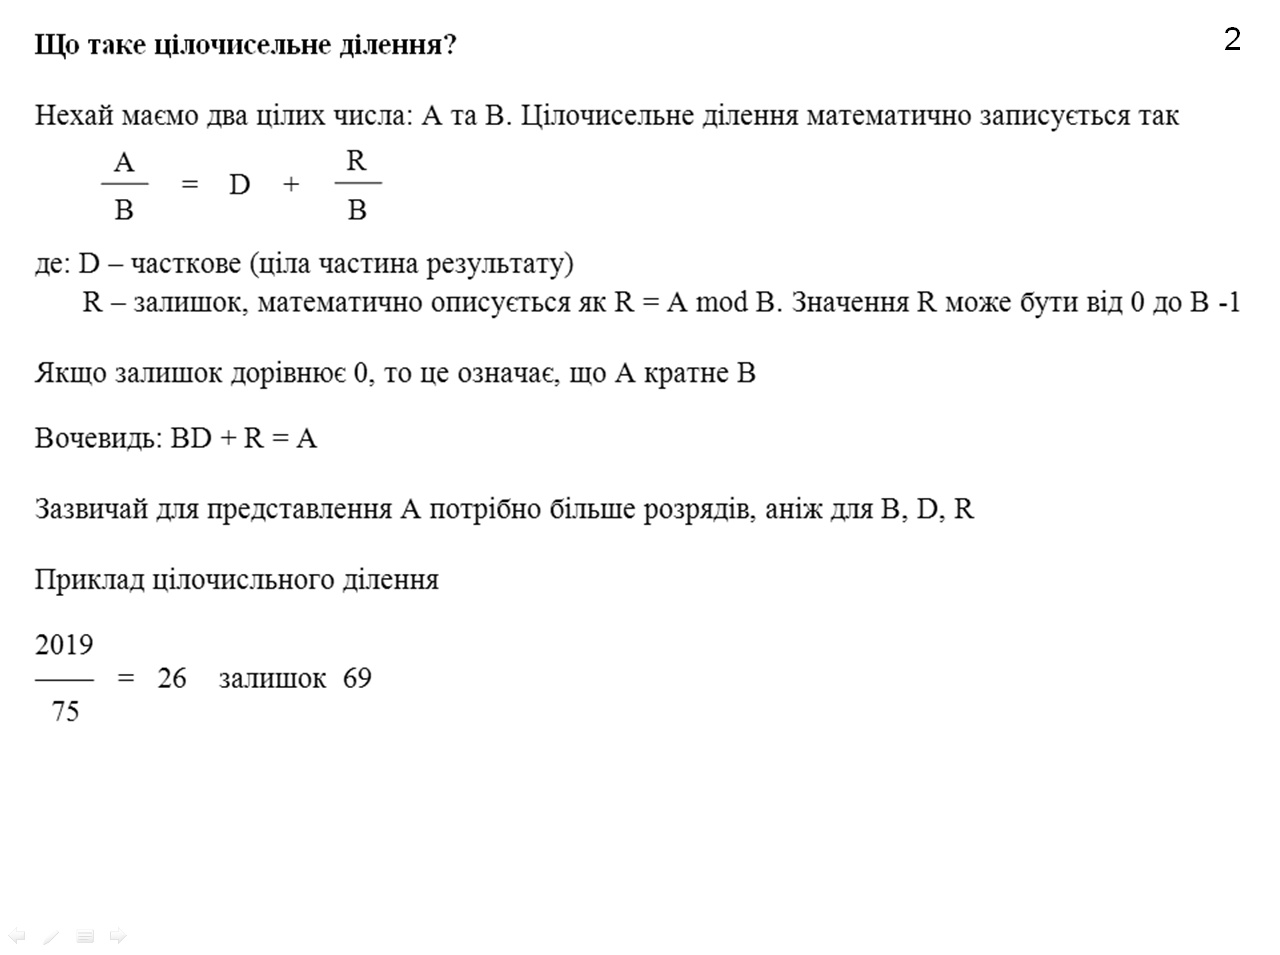 Що таке цілочисельне ділення?
2
Нехай маємо два цілих числа: A та B. Цілочисельне ділення математично записується так
A R
= D +
B B
де: D – часткове (ціла частина результату)
R – залишок, математично описується як R = A mod B. Значення R може бути від 0 до B -1
Якщо залишок дорівнює 0, то це означає, що A кратне B
Вочевидь: BD + R = A
Зазвичай для представлення A потрібно більше розрядів, аніж для B, D, R
Приклад цілочисльного ділення
2019
= 26 залишок 69
75